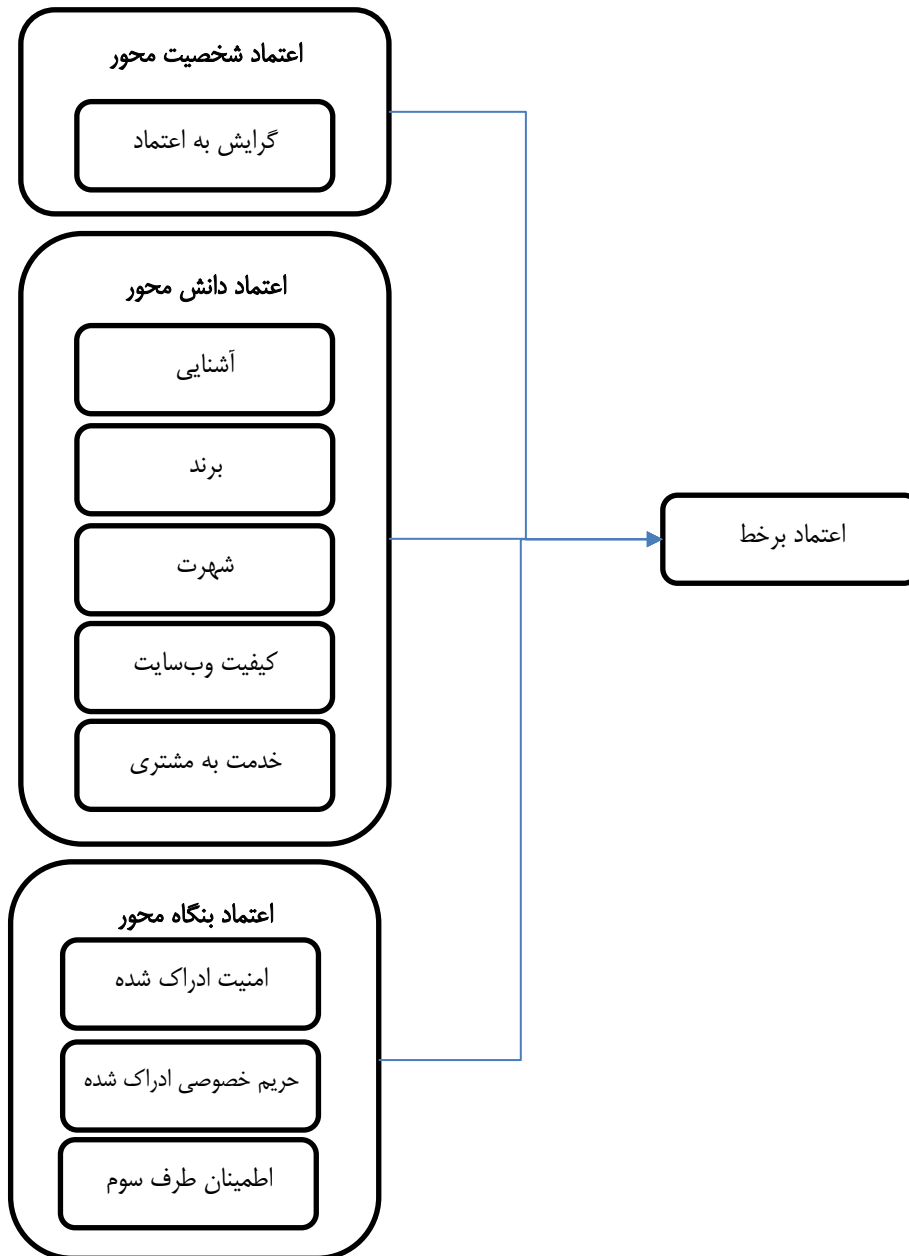 اعتماد شخصیت محور
گرایش به اعتماد
اعتماد دانش محور
آشنایی
برند
شهرت
کیفیت وب‌سایت
خدمت به مشتری
اعتماد برخط
اعتماد بنگاه محور
امنیت ادراک شده
حریم خصوصی ادراک شده
اطمینان طرف سوم